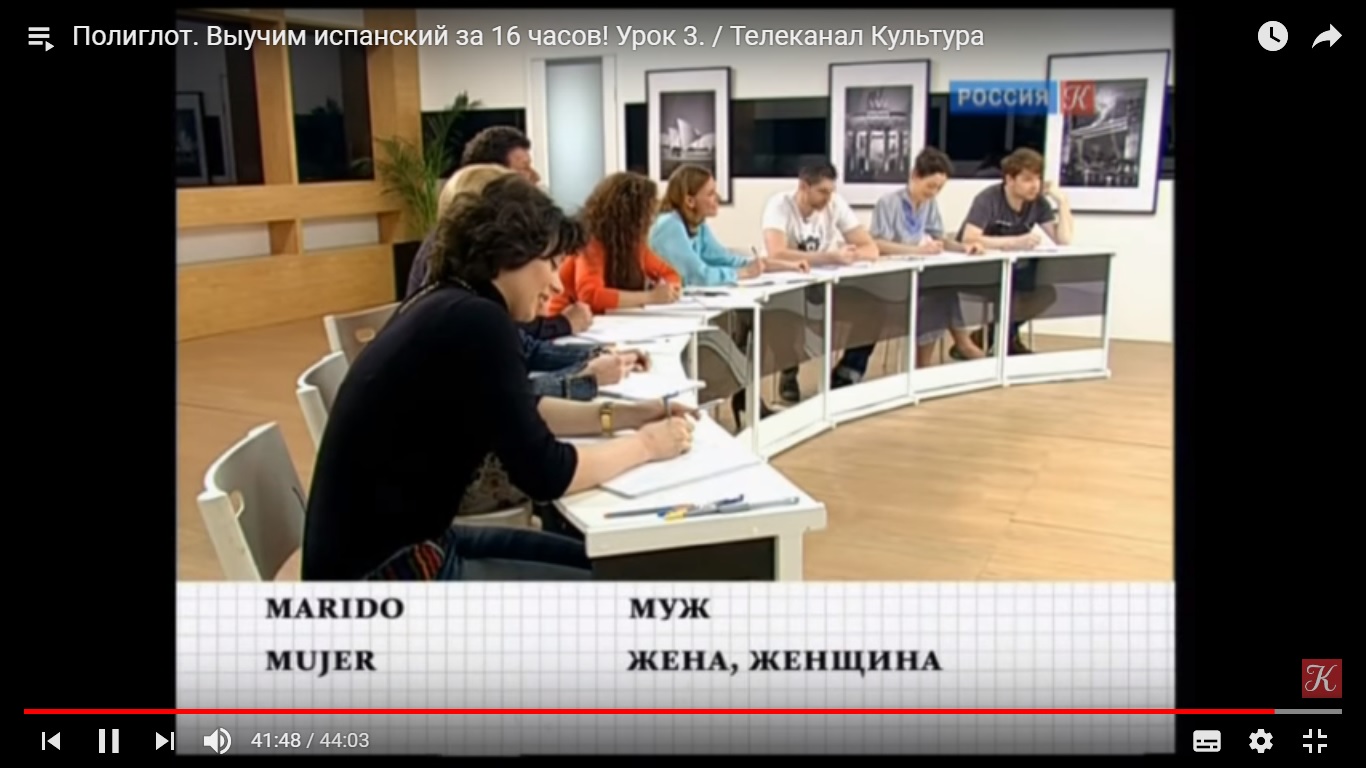 Полиглот. Выучим испанский за 16 часов! Урок 3. / Телеканал Культура
РОССИЯ К
MARIDO МУЖ
MUJER ЖЕНА, ЖЕНЩИНА
К
41:48 / 44:03